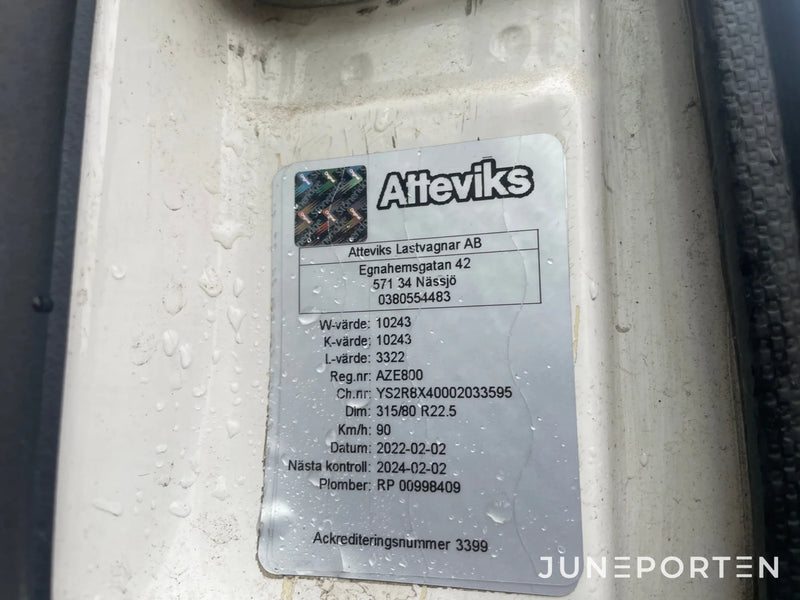 Atteviks
Atteviks Lastvagnar AB
Egnahemsgatan 42
571 34 Nässjö
0380554483
W-värde: 10243
K-värde: 10243
L-värde: 3322
Reg.nr: AZE800
Ch.nr: YS2R8X40002033595
Dim: 315/80 R22.5
Km/h: 90
Datum: 2022-02-02
Nästa kontroll: 2024-02-02
Plomber: RP 00998409
Ackrediteringsnummer 3399
JUNEPORTEN